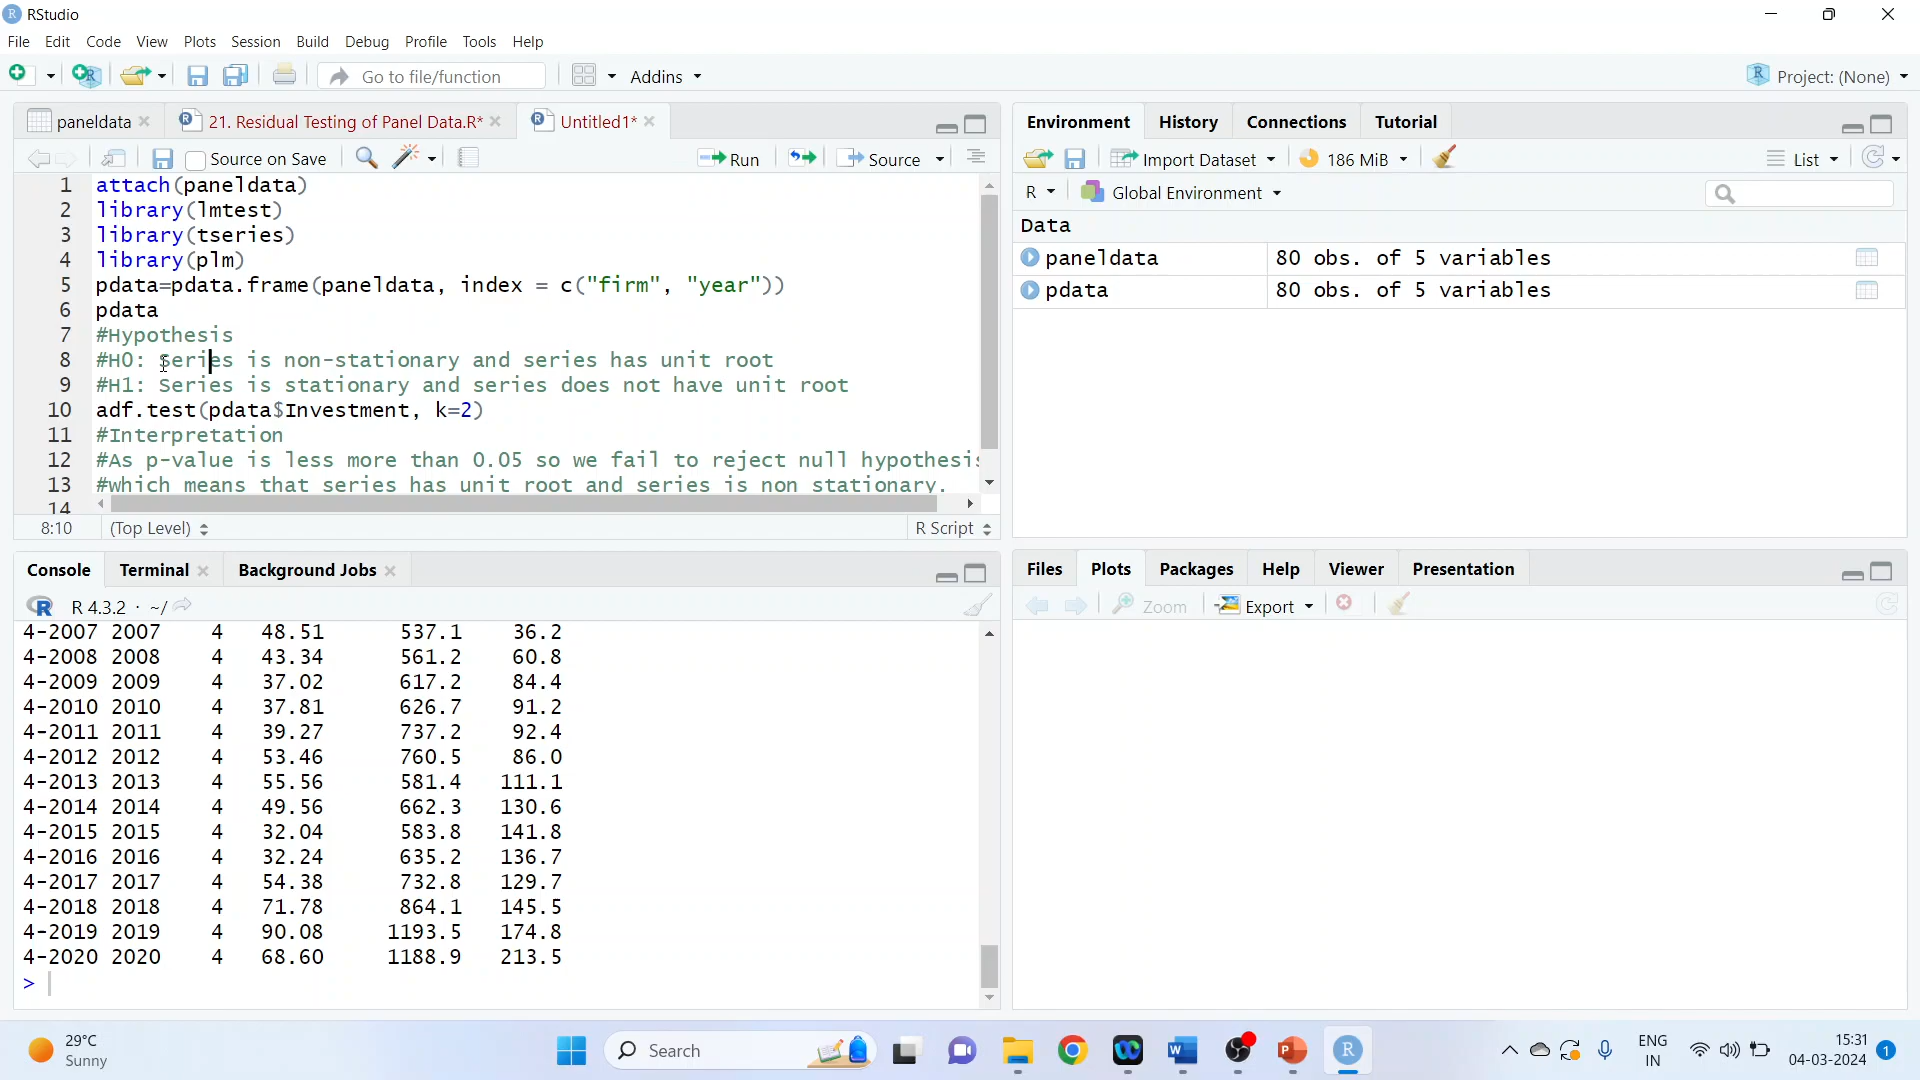 RStudio
File Edit Code View Plots Session Build Debug Profile Tools Help
Go to file/function Addins Project: (None)
paneldata 21. Residual Testing of Panel Data.R* Untitled1*
Source on Save Run Source
1 attach(paneldata)
2 library(lmtest)
3 library(tseries)
4 library(plm)
5 pdata=pdata.frame(paneldata, index = c("firm", "year"))
6 pdata
7 #Hypothesis
8 #H0: Series is non-stationary and series has unit root
9 #H1: Series is stationary and series does not have unit root
10 adf.test(pdata$Investment, k=2)
11 #Interpretation
12 #As p-value is less more than 0.05 so we fail to reject null hypothesis
13 #which means that series has unit root and series is non stationary.
14
8:10 (Top Level) R Script
Console Terminal Background Jobs
R 4.3.2 · ~/
4-2007 2007 4 48.51 537.1 36.2
4-2008 2008 4 43.34 561.2 60.8
4-2009 2009 4 37.02 617.2 84.4
4-2010 2010 4 37.81 626.7 91.2
4-2011 2011 4 39.27 737.2 92.4
4-2012 2012 4 53.46 760.5 86.0
4-2013 2013 4 55.56 581.4 111.1
4-2014 2014 4 49.56 662.3 130.6
4-2015 2015 4 32.04 583.8 141.8
4-2016 2016 4 32.24 635.2 136.7
4-2017 2017 4 54.38 732.8 129.7
4-2018 2018 4 71.78 864.1 145.5
4-2019 2019 4 90.08 1193.5 174.8
4-2020 2020 4 68.60 1188.9 213.5
>
Environment History Connections Tutorial
Import Dataset 186 MiB List
R Global Environment
Data
paneldata 80 obs. of 5 variables
pdata 80 obs. of 5 variables
Files Plots Packages Help Viewer Presentation
Zoom Export
29°C
Sunny
Search
ENG
IN
15:31
04-03-2024
1